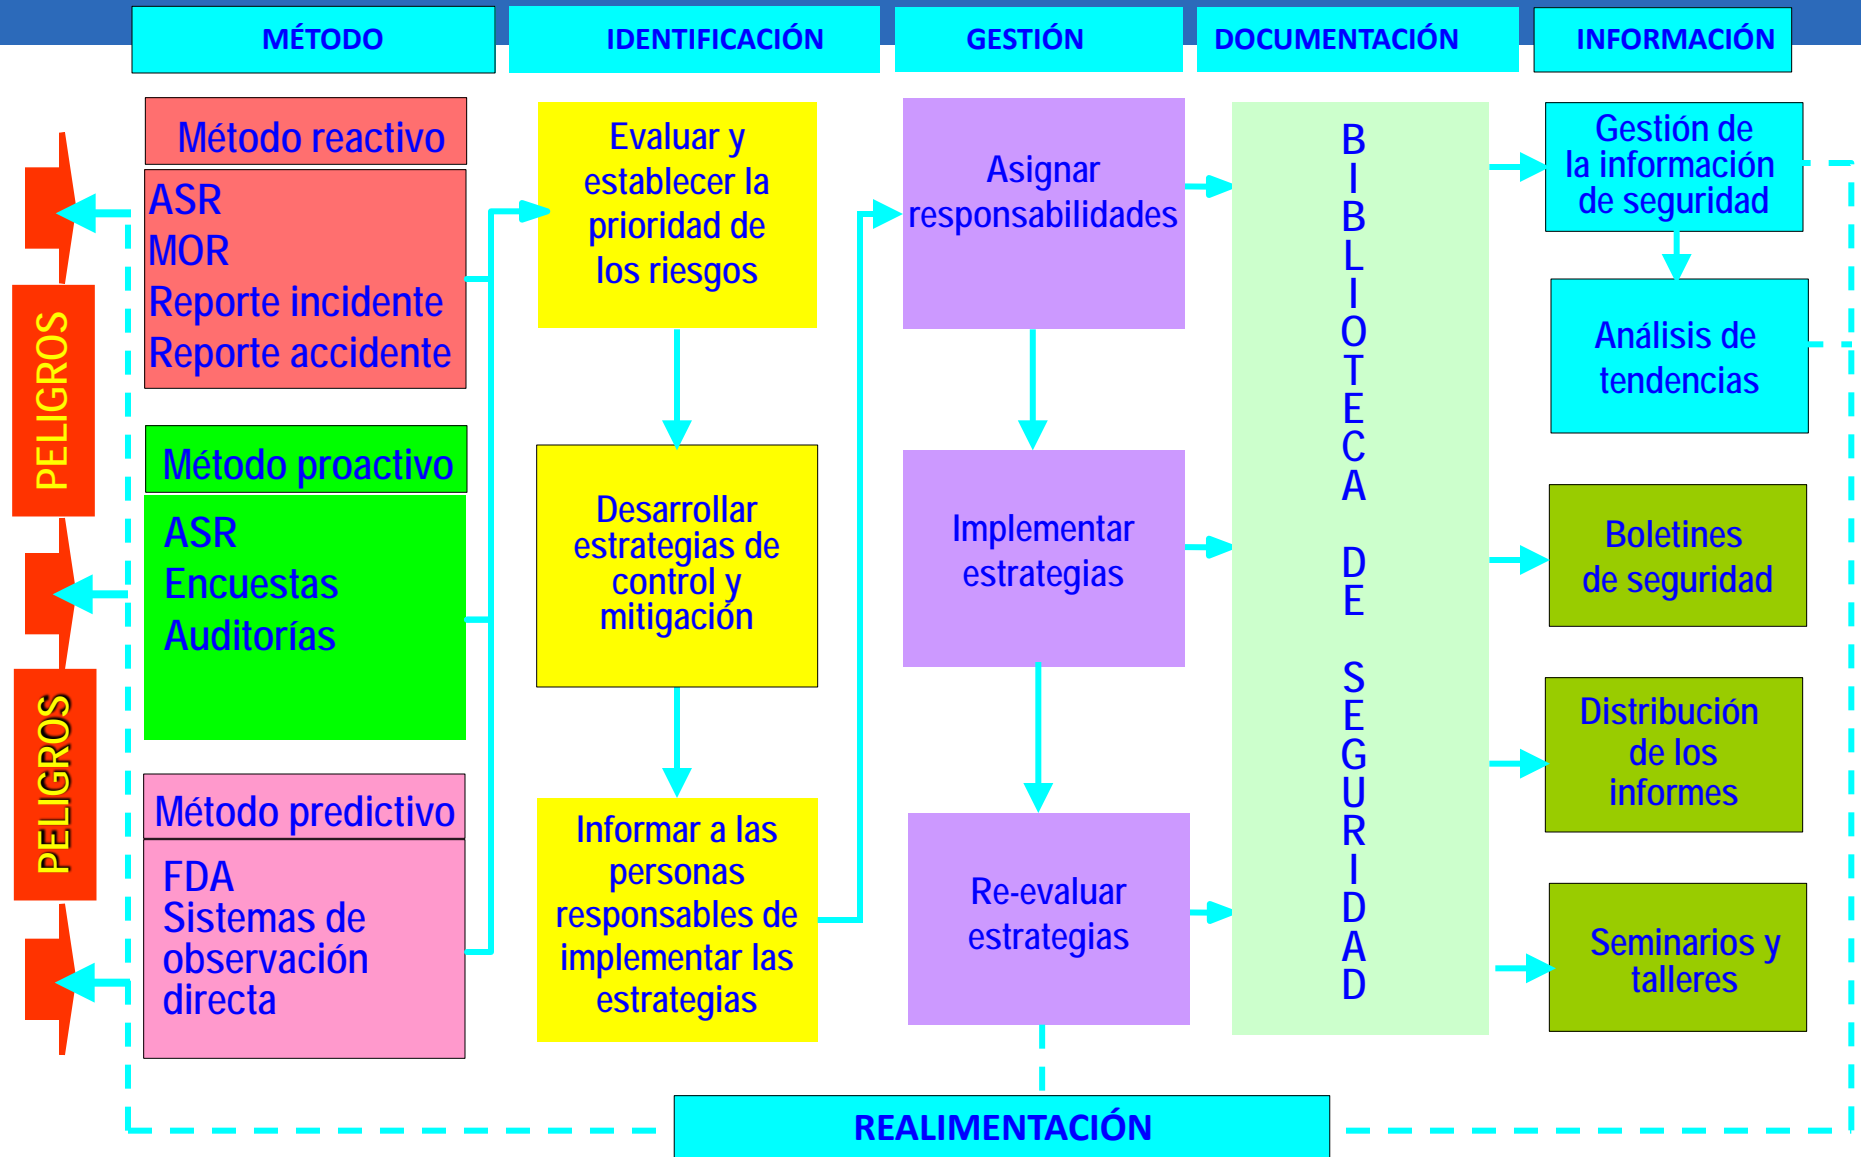 MÉTODO
IDENTIFICACIÓN
GESTIÓN
DOCUMENTACIÓN
INFORMACIÓN
PELIGROS
PELIGROS
Método reactivo
ASR
MOR
Reporte incidente
Reporte accidente
Método proactivo
ASR
Encuestas
Auditorías
Método predictivo
FDA
Sistemas de
observación
directa
Evaluar y
establecer la
prioridad de
los riesgos
Desarrollar
estrategias de
control y
mitigación
Informar a las
personas
responsables de
implementar las
estrategias
Asignar
responsabilidades
Implementar
estrategias
Re-evaluar
estrategias
BIBLIOTECA DE SEGURIDAD
Gestión de
la información
de seguridad
Análisis de
tendencias
Boletines
de seguridad
Distribución
de los
informes
Seminarios y
talleres
REALIMENTACIÓN